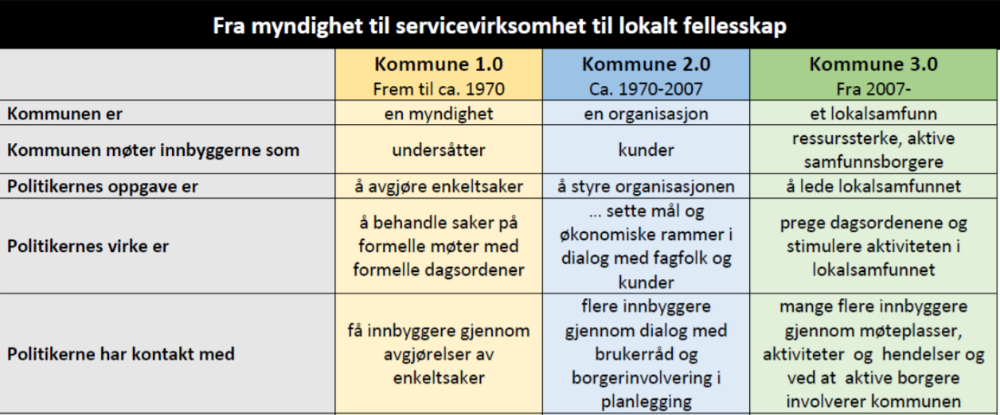 Fra myndighet til servicevirksomhet til lokalt fellesskap
Kommune 1.0
Frem til ca. 1970
Kommune 2.0
Ca. 1970-2007
Kommune 3.0
Fra 2007-
Kommunen er
en myndighet
en organisasjon
et lokalsamfunn
Kommunen møter innbyggerne som
undersåtter
kunder
ressurssterke, aktive
samfunnsborgere
Politikernes oppgave er
å avgjøre enkeltsaker
å styre organisasjonen
å lede lokalsamfunnet
Politikernes virke er
å behandle saker på
formelle møter med
formelle dagsordener
... sette mål og
økonomiske rammer i
dialog med fagfolk og
kunder
prege dagsordenene og
stimulere aktiviteten i
lokalsamfunnet
Politikerne har kontakt med
få innbyggere gjennom
avgjørelser av
enkeltsaker
flere innbyggere
gjennom dialog med
brukerråd og
borgerinvolvering i
planlegging
mange flere innbyggere
gjennom møteplasser,
aktiviteter og hendelser og
ved at aktive borgere
involverer kommunen